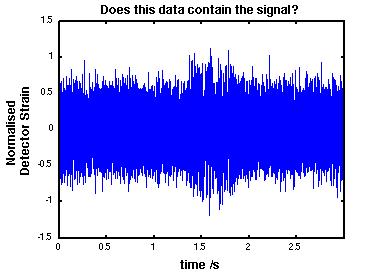 Does this data contain the signal?
1.5
1
0.5
0
-0.5
-1
-1.5
Normalised
Detector Strain
0 0.5 1 1.5 2 2.5
time /s